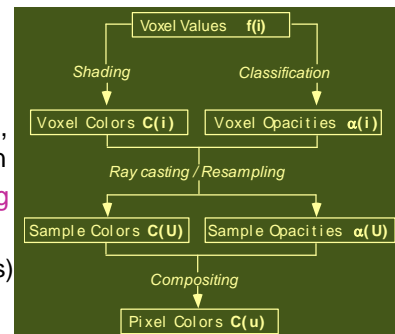 Voxel Values f(i)
Shading Classification
,
Voxel Colors C(i) Voxel Opacities α(i)
n
Ray casting / Resampling
g
Sample Colors C(U) Sample Opacities α(U)
s)
Compositing
Pixel Colors C(u)